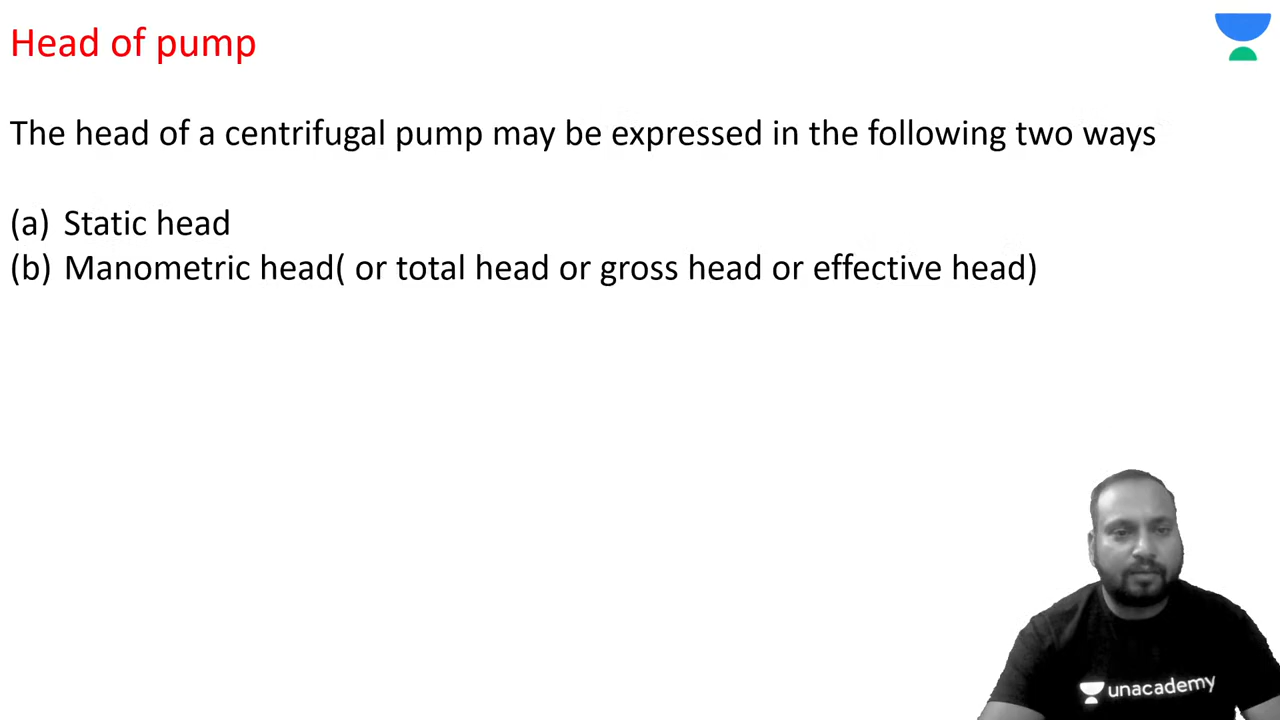 Head of pump
The head of a centrifugal pump may be expressed in the following two ways
(a) Static head
(b) Manometric head( or total head or gross head or effective head)
unacademy